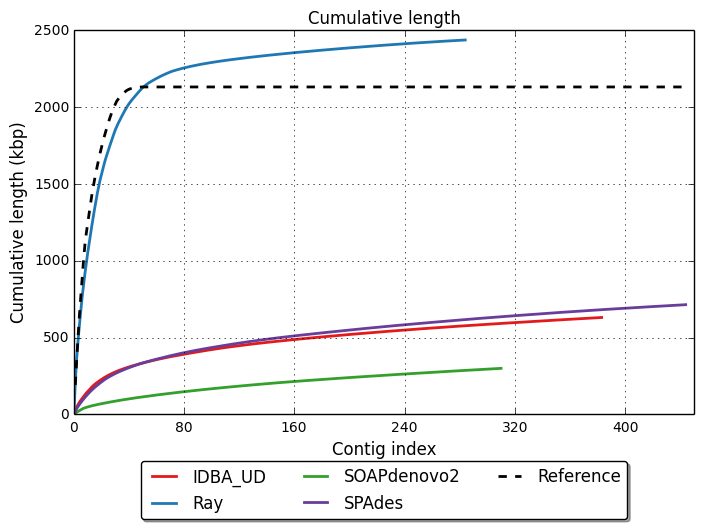 Cumulative length
2500
2000
1500
1000
500
0
Cumulative length (kbp)
0 80 160 240 320 400
Contig index
IDBA_UD SOAPdenovo2 Reference
Ray SPAdes